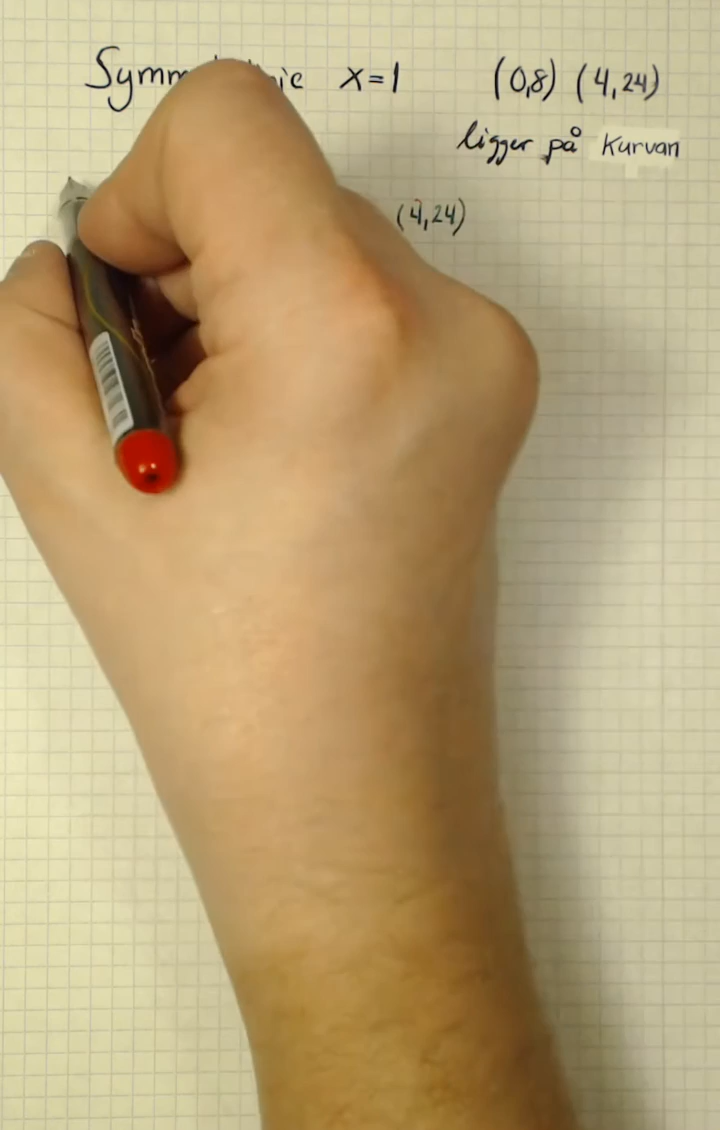 x=1 (0,8) (4,24)
ligger på kurvan
(4,24)